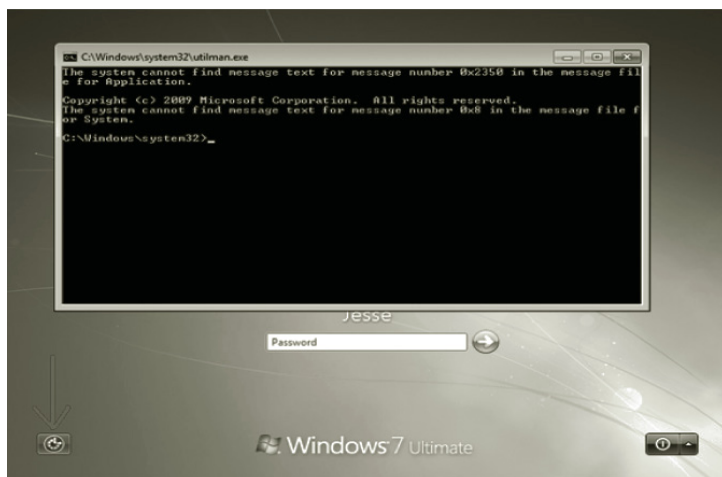 C:\Windows\system32\utilman.exe
The system cannot find message text for message number 0x2350 in the message fil
e for Application.
Copyright (c) 2009 Microsoft Corporation.  All rights reserved.
The system cannot find message text for message number 0x8 in the message file f
or System.
C:\Windows\system32>_
Jesse
Password
Windows 7 Ultimate